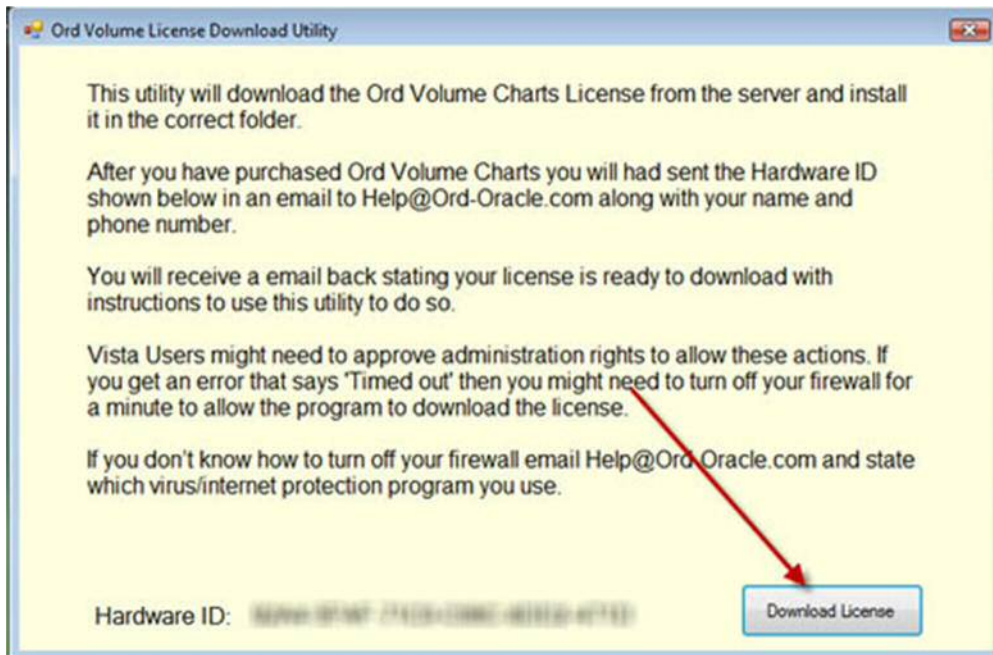 Ord Volume License Download Utility
This utility will download the Ord Volume Charts License from the server and install
it in the correct folder.
After you have purchased Ord Volume Charts you will had sent the Hardware ID
shown below in an email to Help@Ord-Oracle.com along with your name and
phone number.
You will receive a email back stating your license is ready to download with
instructions to use this utility to do so.
Vista Users might need to approve administration rights to allow these actions. If
you get an error that says 'Timed out' then you might need to turn off your firewall for
a minute to allow the program to download the license.
If you don't know how to turn off your firewall email Help@Ord-Oracle.com and state
which virus/internet protection program you use.
Hardware ID:
Download License